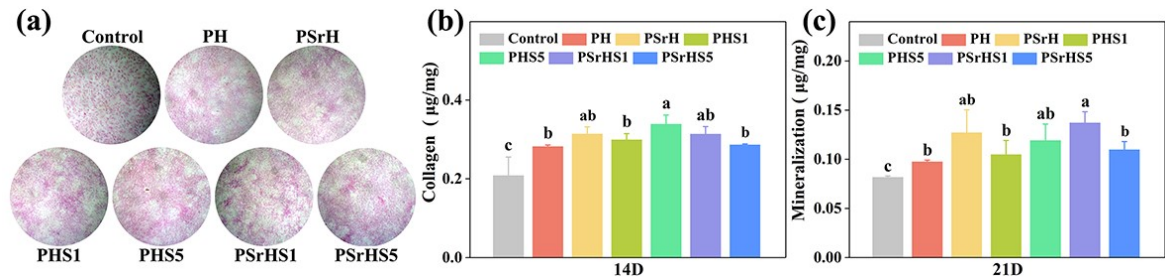 (a)
Control PH PSrH
PHS1 PHS5 PSrHS1 PSrHS5
(b)
Control PH PSrH PHS1
PHS5 PSrHS1 PSrHS5
Collagen ( μg/mg)
0.4
0.2
0.0
c b ab b a ab b
14D
(c)
Control PH PSrH PHS1
PHS5 PSrHS1 PSrHS5
Mineralization ( μg/mg)
0.20
0.15
0.10
0.05
0.00
c b ab b ab a b
21D